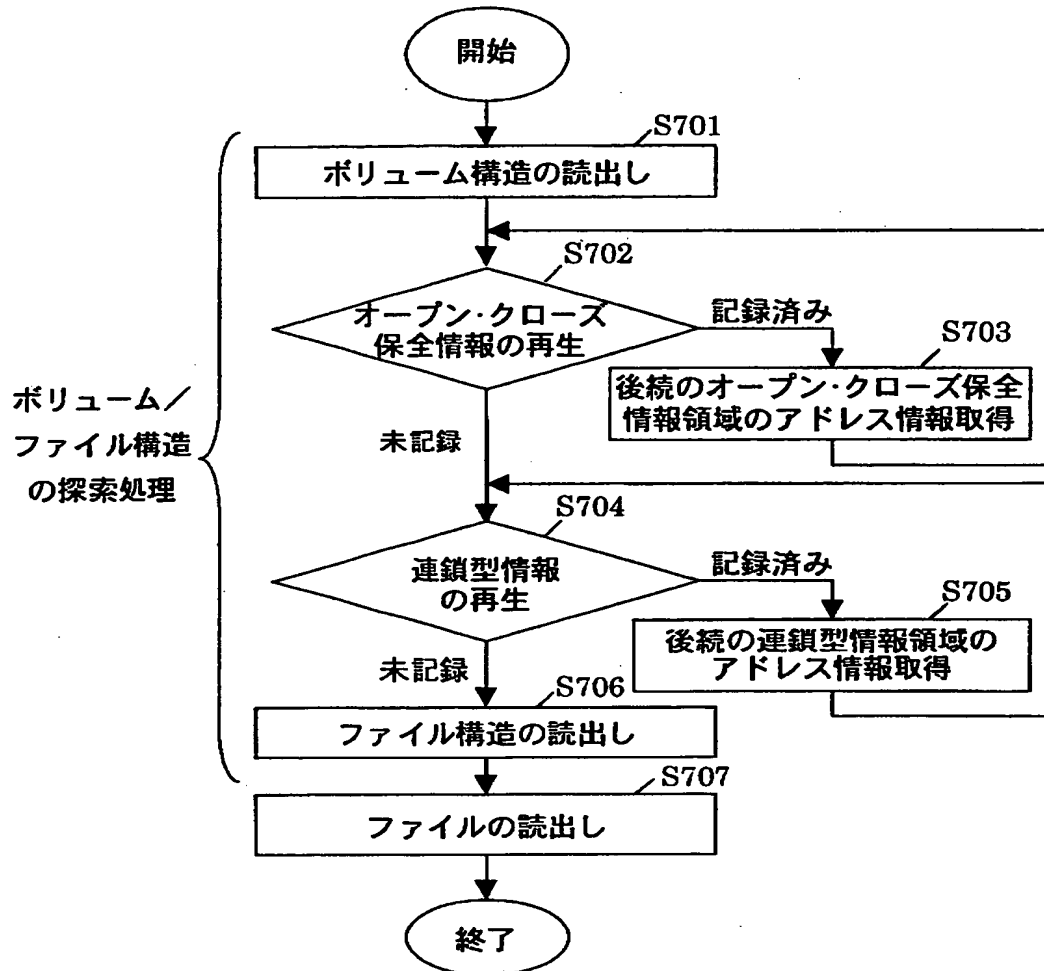 開始
S701
ボリューム構造の読出し
S702
オープン・クローズ
保全情報の再生
記録済み
S703
後続のオープン・クローズ保全
情報領域のアドレス情報取得
ボリューム／
ファイル構造
の探索処理
未記録
S704
連鎖型情報
の再生
記録済み
S705
後続の連鎖型情報領域の
アドレス情報取得
未記録
S706
ファイル構造の読出し
S707
ファイルの読出し
終了